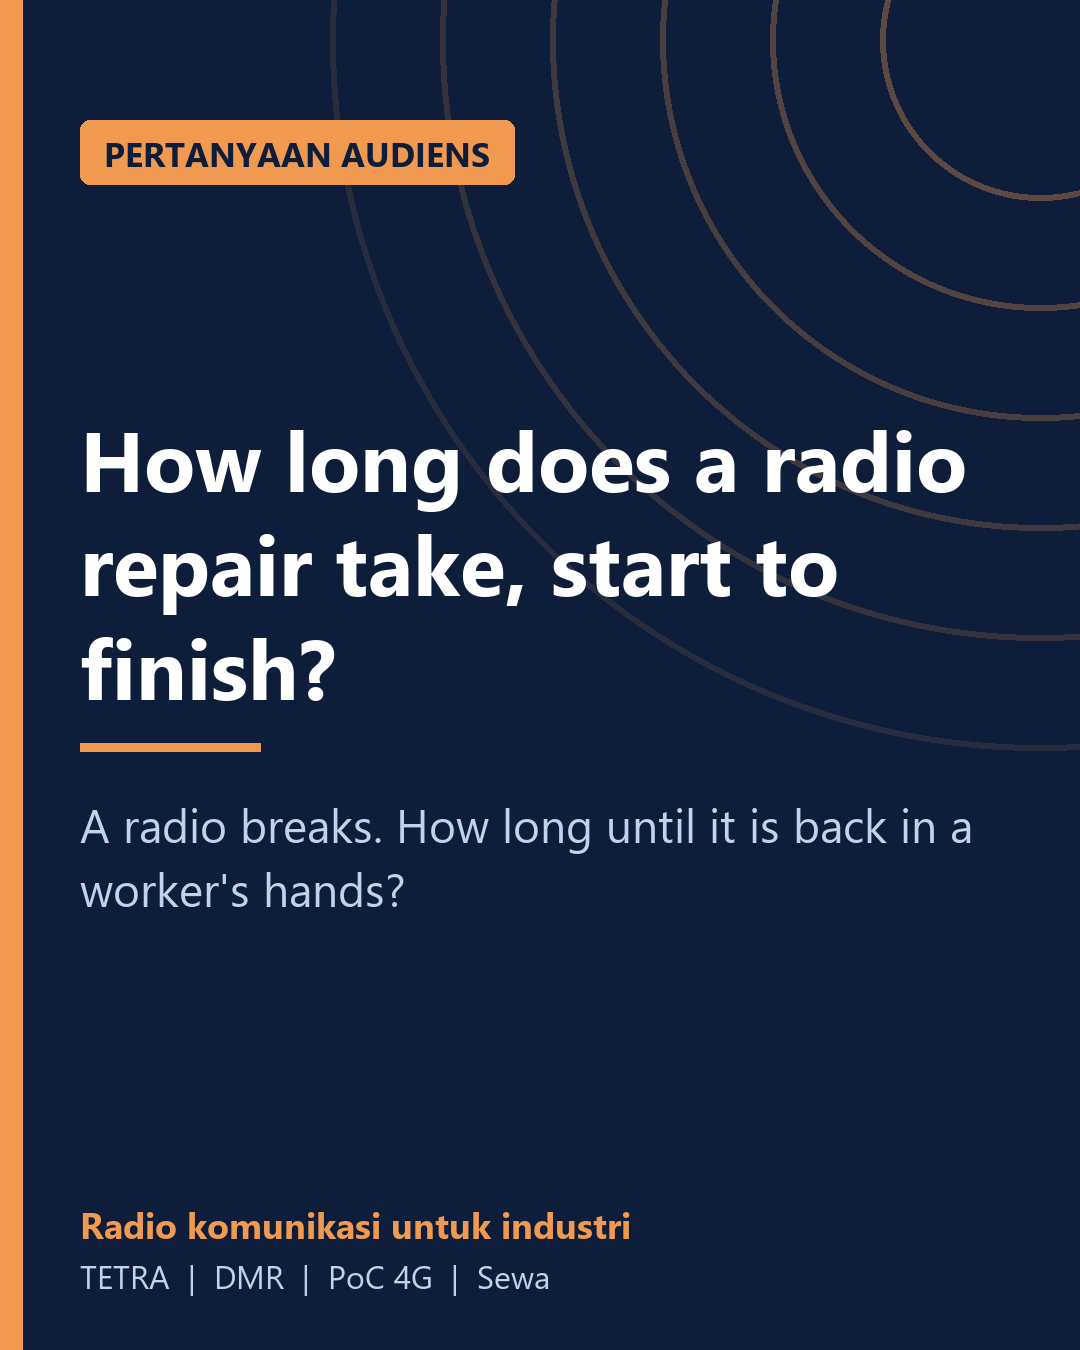 PERTANYAAN AUDIENS
How long does a radio
repair take, start to
finish?
A radio breaks. How long until it is back in a
worker's hands?
Radio komunikasi untuk industri
TETRA | DMR | PoC 4G | Sewa